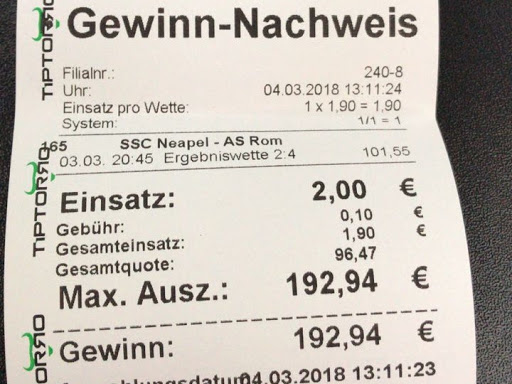 TIPTORRO
Gewinn-Nachweis
Filialnr.: 240-8
Uhr: 04.03.2018 13:11:24
Einsatz pro Wette: 1 x 1,90 = 1,90
System: 1/1 = 1
165 SSC Neapel - AS Rom
03.03. 20:45 Ergebniswette 2:4 101,55
TIPTORRO
Einsatz: 2,00 €
Gebühr: 0,10 €
Gesamteinsatz: 1,90 €
Gesamtquote: 96,47
Max. Ausz.: 192,94 €
Gewinn: 192,94 €
04.03.2018 13:11:23